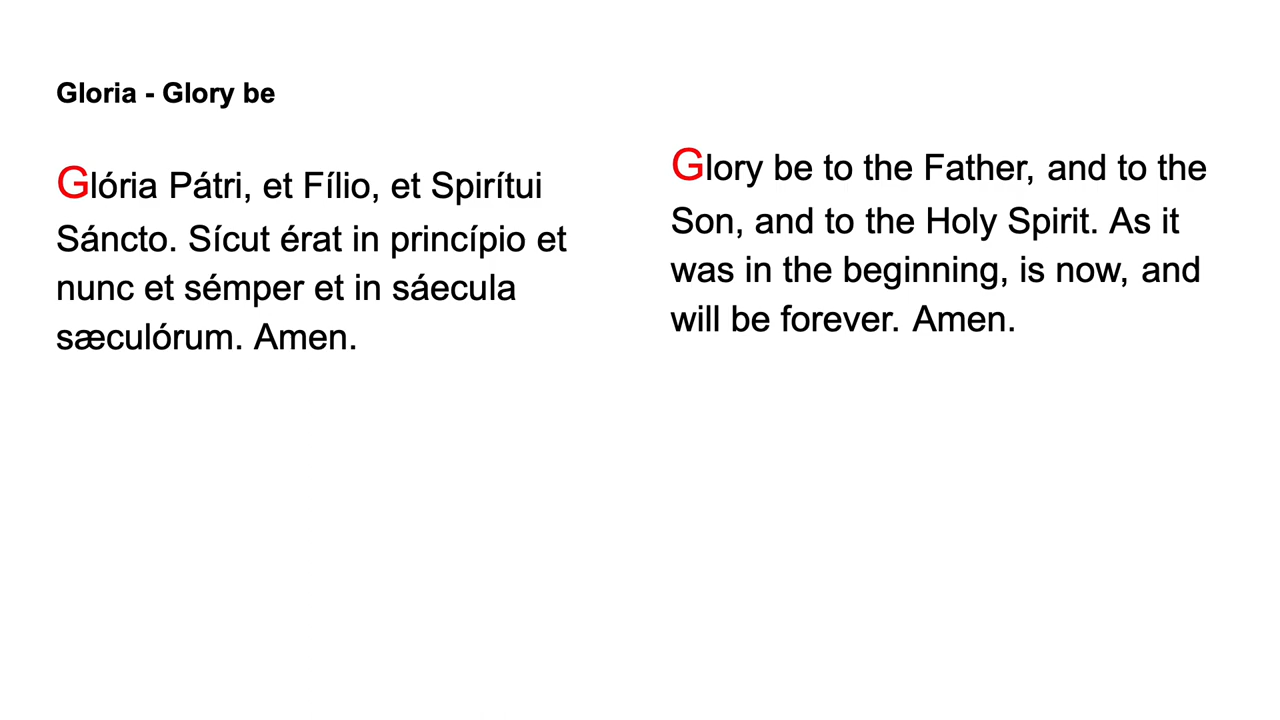 Gloria - Glory be
Glória Pátri, et Fílio, et Spirítui
Sáncto. Sícut érat in princípio et
nunc et sémper et in sáecula
sæculórum. Amen.
Glory be to the Father, and to the
Son, and to the Holy Spirit. As it
was in the beginning, is now, and
will be forever. Amen.